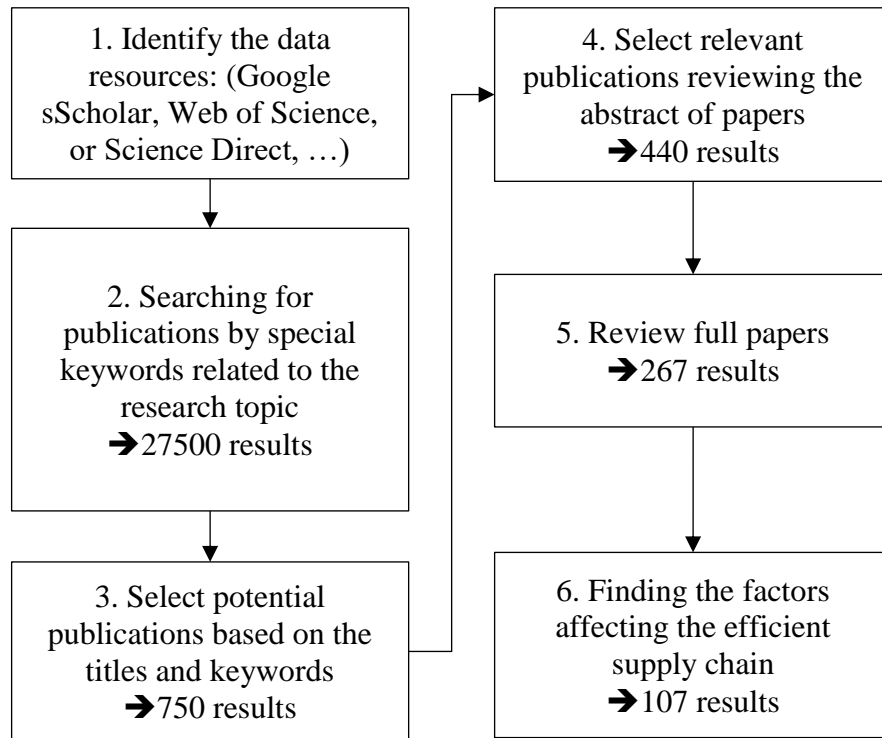 1. Identify the data
resources: (Google
sScholar, Web of Science,
or Science Direct, …)
2. Searching for
publications by special
keywords related to the
research topic
➔27500 results
3. Select potential
publications based on the
titles and keywords
➔750 results
4. Select relevant
publications reviewing the
abstract of papers
➔440 results
5. Review full papers
➔267 results
6. Finding the factors
affecting the efficient
supply chain
➔107 results